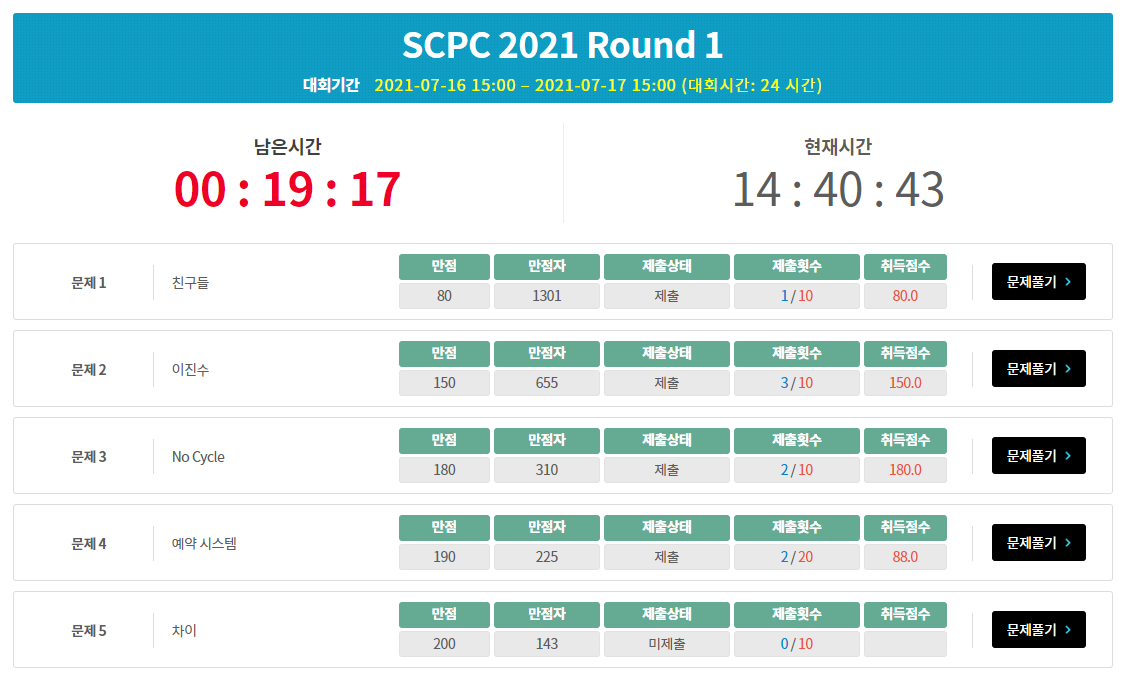 SCPC 2021 Round 1
대회기간 2021-07-16 15:00 – 2021-07-17 15:00 (대회시간: 24 시간)
남은시간 현재시간
00 : 19 : 17 14 : 40 : 43
만점 만점자 제출상태 제출횟수 취득점수
문제 1 친구들 문제풀기 >
80 1301 제출 1 / 10 80.0
만점 만점자 제출상태 제출횟수 취득점수
문제 2 이진수 문제풀기 >
150 655 제출 3 / 10 150.0
만점 만점자 제출상태 제출횟수 취득점수
문제 3 No Cycle 문제풀기 >
180 310 제출 2 / 10 180.0
만점 만점자 제출상태 제출횟수 취득점수
문제 4 예약 시스템 문제풀기 >
190 225 제출 2 / 20 88.0
만점 만점자 제출상태 제출횟수 취득점수
문제 5 차이 문제풀기 >
200 143 미제출 0 / 10